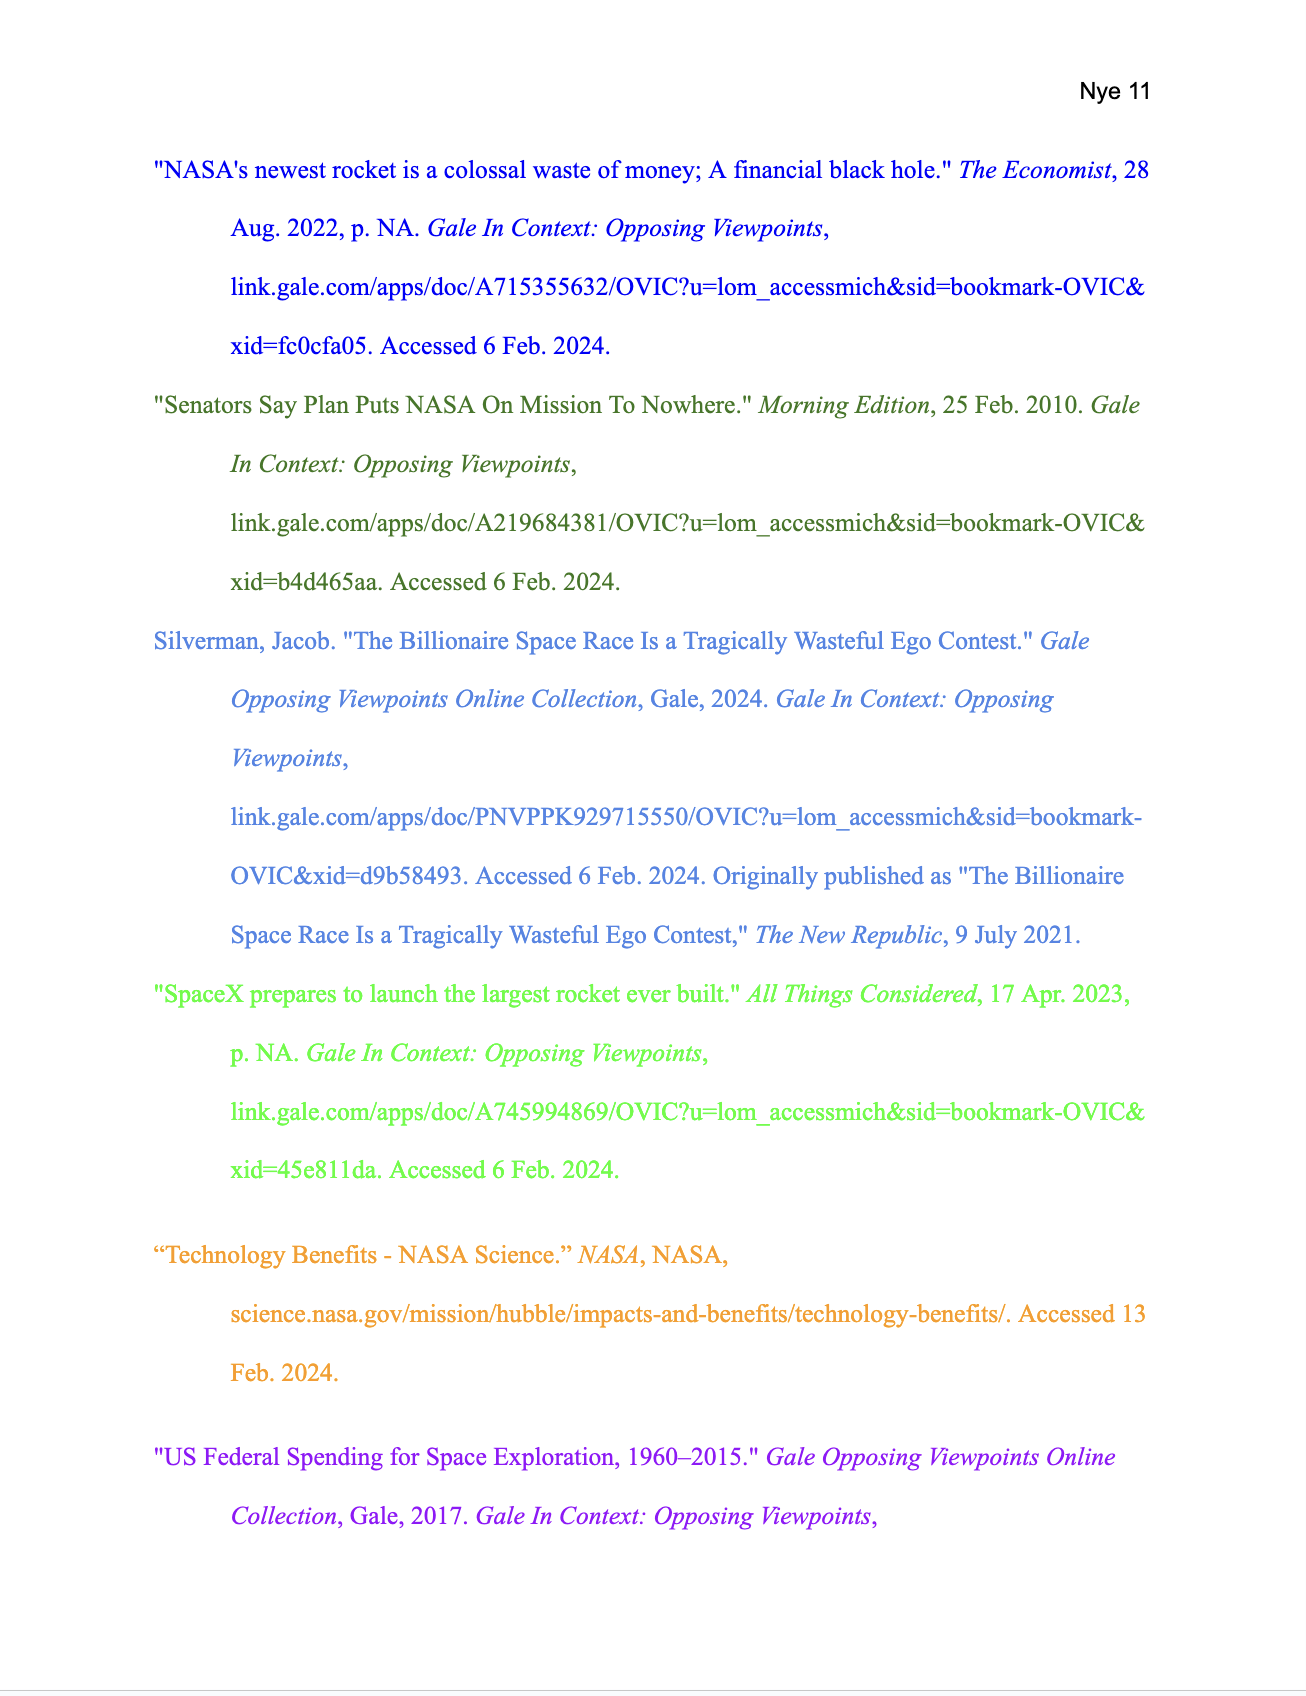 Nye 11
"NASA's newest rocket is a colossal waste of money; A financial black hole." The Economist, 28
Aug. 2022, p. NA. Gale In Context: Opposing Viewpoints,
link.gale.com/apps/doc/A715355632/OVIC?u=lom_accessmich&sid=bookmark-OVIC&
xid=fc0cfa05. Accessed 6 Feb. 2024.
"Senators Say Plan Puts NASA On Mission To Nowhere." Morning Edition, 25 Feb. 2010. Gale
In Context: Opposing Viewpoints,
link.gale.com/apps/doc/A219684381/OVIC?u=lom_accessmich&sid=bookmark-OVIC&
xid=b4d465aa. Accessed 6 Feb. 2024.
Silverman, Jacob. "The Billionaire Space Race Is a Tragically Wasteful Ego Contest." Gale
Opposing Viewpoints Online Collection, Gale, 2024. Gale In Context: Opposing
Viewpoints,
link.gale.com/apps/doc/PNVPPK929715550/OVIC?u=lom_accessmich&sid=bookmark-
OVIC&xid=d9b58493. Accessed 6 Feb. 2024. Originally published as "The Billionaire
Space Race Is a Tragically Wasteful Ego Contest," The New Republic, 9 July 2021.
"SpaceX prepares to launch the largest rocket ever built." All Things Considered, 17 Apr. 2023,
p. NA. Gale In Context: Opposing Viewpoints,
link.gale.com/apps/doc/A745994869/OVIC?u=lom_accessmich&sid=bookmark-OVIC&
xid=45e811da. Accessed 6 Feb. 2024.
“Technology Benefits - NASA Science.” NASA, NASA,
science.nasa.gov/mission/hubble/impacts-and-benefits/technology-benefits/. Accessed 13
Feb. 2024.
"US Federal Spending for Space Exploration, 1960–2015." Gale Opposing Viewpoints Online
Collection, Gale, 2017. Gale In Context: Opposing Viewpoints,